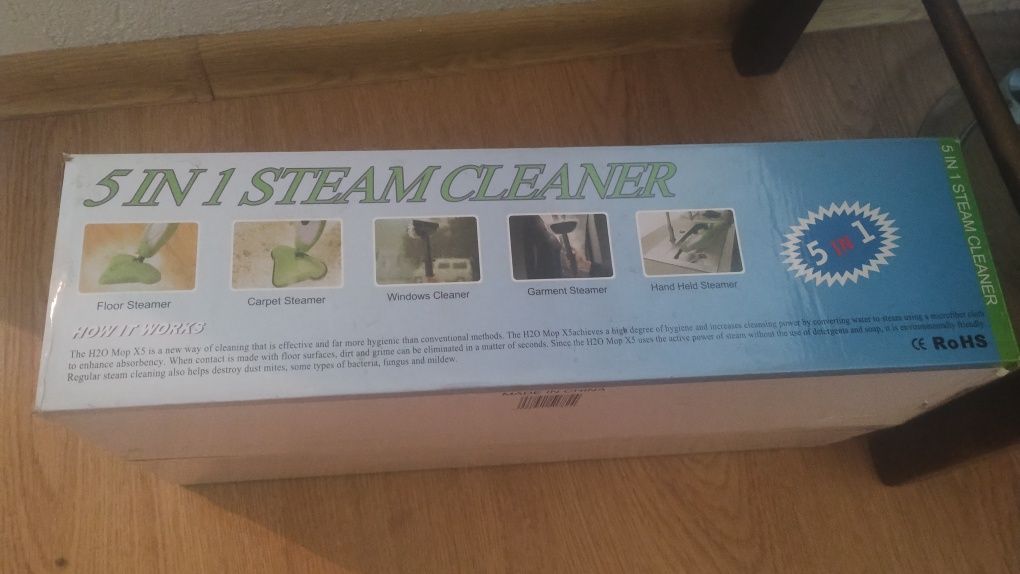 5 IN 1 STEAM CLEANER
Floor Steamer
Carpet Steamer
Windows Cleaner
Garment Steamer
Hand Held Steamer
5 IN 1
5 IN 1 STEAM CLEANER
HOW IT WORKS
The H2O Mop X5 is a new way of cleaning that is effective and far more hygienic than conventional methods. The H2O Mop X5achieves a high degree of hygiene and increases cleansing power by converting water to steam using a microfiber cloth
to enhance absorbency. When contact is made with floor surfaces, dirt and grime can be eliminated in a matter of seconds. Since the H2O Mop X5 uses the active power of steam without the use of detergents and soap, it is environmentally friendly.
Regular steam cleaning also helps destroy dust mites, some types of bacteria, fungus and mildew.
CE RoHS
MADE IN CHINA